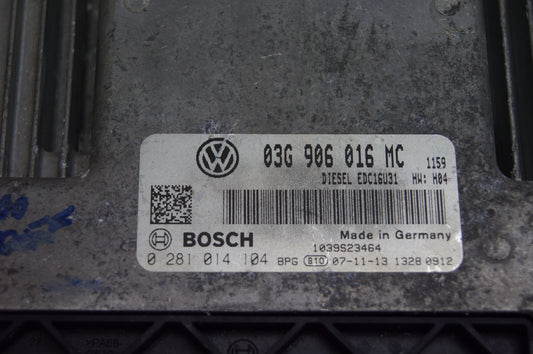 03G 906 016 MC 1159
DIESEL EDC16U31 HW: H04
BOSCH
Made in Germany
1039S23464
0 281 014 104 BPG B10 07-11-13 1328 0912